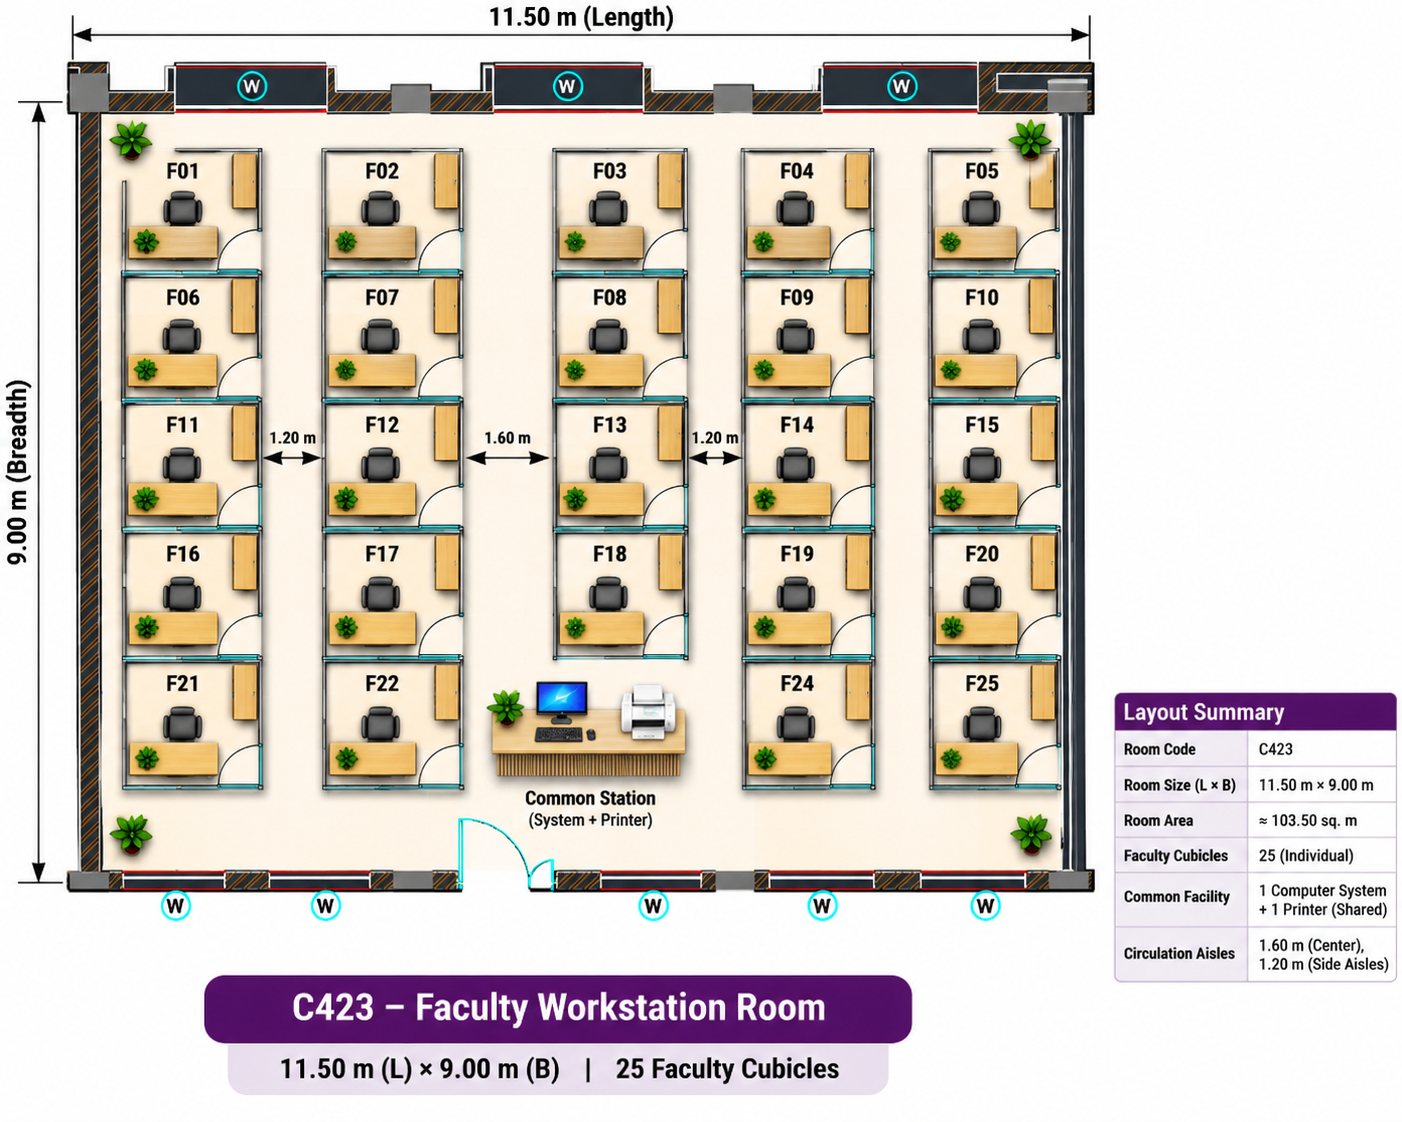 11.50 m (Length)
W
W
W
9.00 m (Breadth)
F01
F02
F03
F04
F05
F06
F07
F08
F09
F10
F11
F12
F13
F14
F15
1.20 m
1.60 m
1.20 m
F16
F17
F18
F19
F20
F21
F22
F24
F25
Common Station
(System + Printer)
W
W
W
W
W
Layout Summary
Room Code C423
Room Size (L × B) 11.50 m × 9.00 m
Room Area ≈ 103.50 sq. m
Faculty Cubicles 25 (Individual)
Common Facility 1 Computer System
+ 1 Printer (Shared)
Circulation Aisles 1.60 m (Center),
1.20 m (Side Aisles)
C423 – Faculty Workstation Room
11.50 m (L) × 9.00 m (B) | 25 Faculty Cubicles